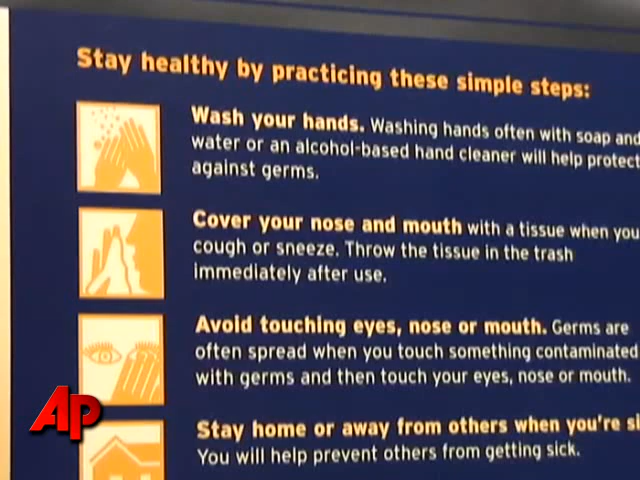 Stay healthy by practicing these simple steps:
Wash your hands. Washing hands often with soap and
water or an alcohol-based hand cleaner will help protect
against germs.
Cover your nose and mouth with a tissue when you
cough or sneeze. Throw the tissue in the trash
immediately after use.
Avoid touching eyes, nose or mouth. Germs are
often spread when you touch something contaminated
with germs and then touch your eyes, nose or mouth.
Stay home or away from others when you're si
You will help prevent others from getting sick.
AP